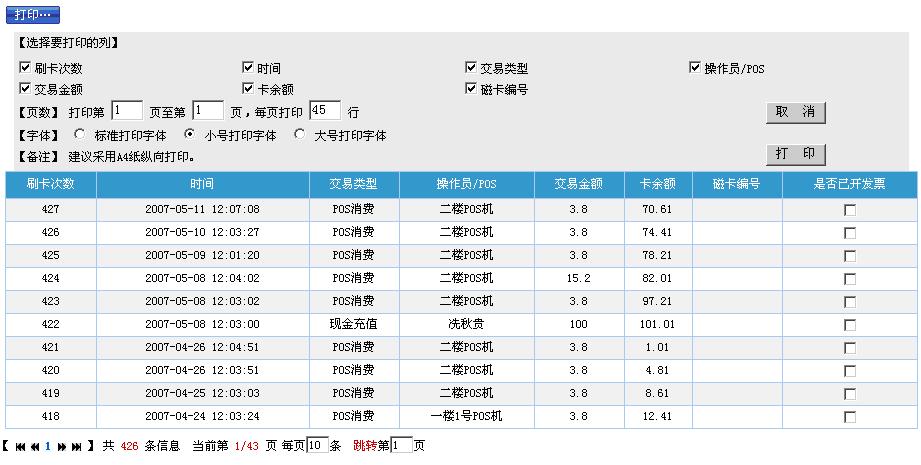 打印…
【选择要打印的列】
刷卡次数 时间 交易类型 操作员/POS
交易金额 卡余额 磁卡编号
【页数】 打印第 1 页至第 1 页，每页打印 45 行
取 消
【字体】 标准打印字体 小号打印字体 大号打印字体
【备注】 建议采用A4纸纵向打印。
打 印
刷卡次数 时间 交易类型 操作员/POS 交易金额 卡余额 磁卡编号 是否已开发票
427 2007-05-11 12:07:08 POS消费 二楼POS机 3.8 70.61
426 2007-05-10 12:03:27 POS消费 二楼POS机 3.8 74.41
425 2007-05-09 12:01:20 POS消费 二楼POS机 3.8 78.21
424 2007-05-08 12:04:02 POS消费 二楼POS机 15.2 82.01
423 2007-05-08 12:03:02 POS消费 二楼POS机 3.8 97.21
422 2007-05-08 12:03:00 现金充值 冼秋贵 100 101.01
421 2007-04-26 12:04:51 POS消费 二楼POS机 3.8 1.01
420 2007-04-26 12:03:51 POS消费 二楼POS机 3.8 4.81
419 2007-04-25 12:03:03 POS消费 二楼POS机 3.8 8.61
418 2007-04-24 12:03:24 POS消费 一楼1号POS机 3.8 12.41
【 1 】 共 426 条信息 当前第 1/43 页 每页10条 跳转第1页